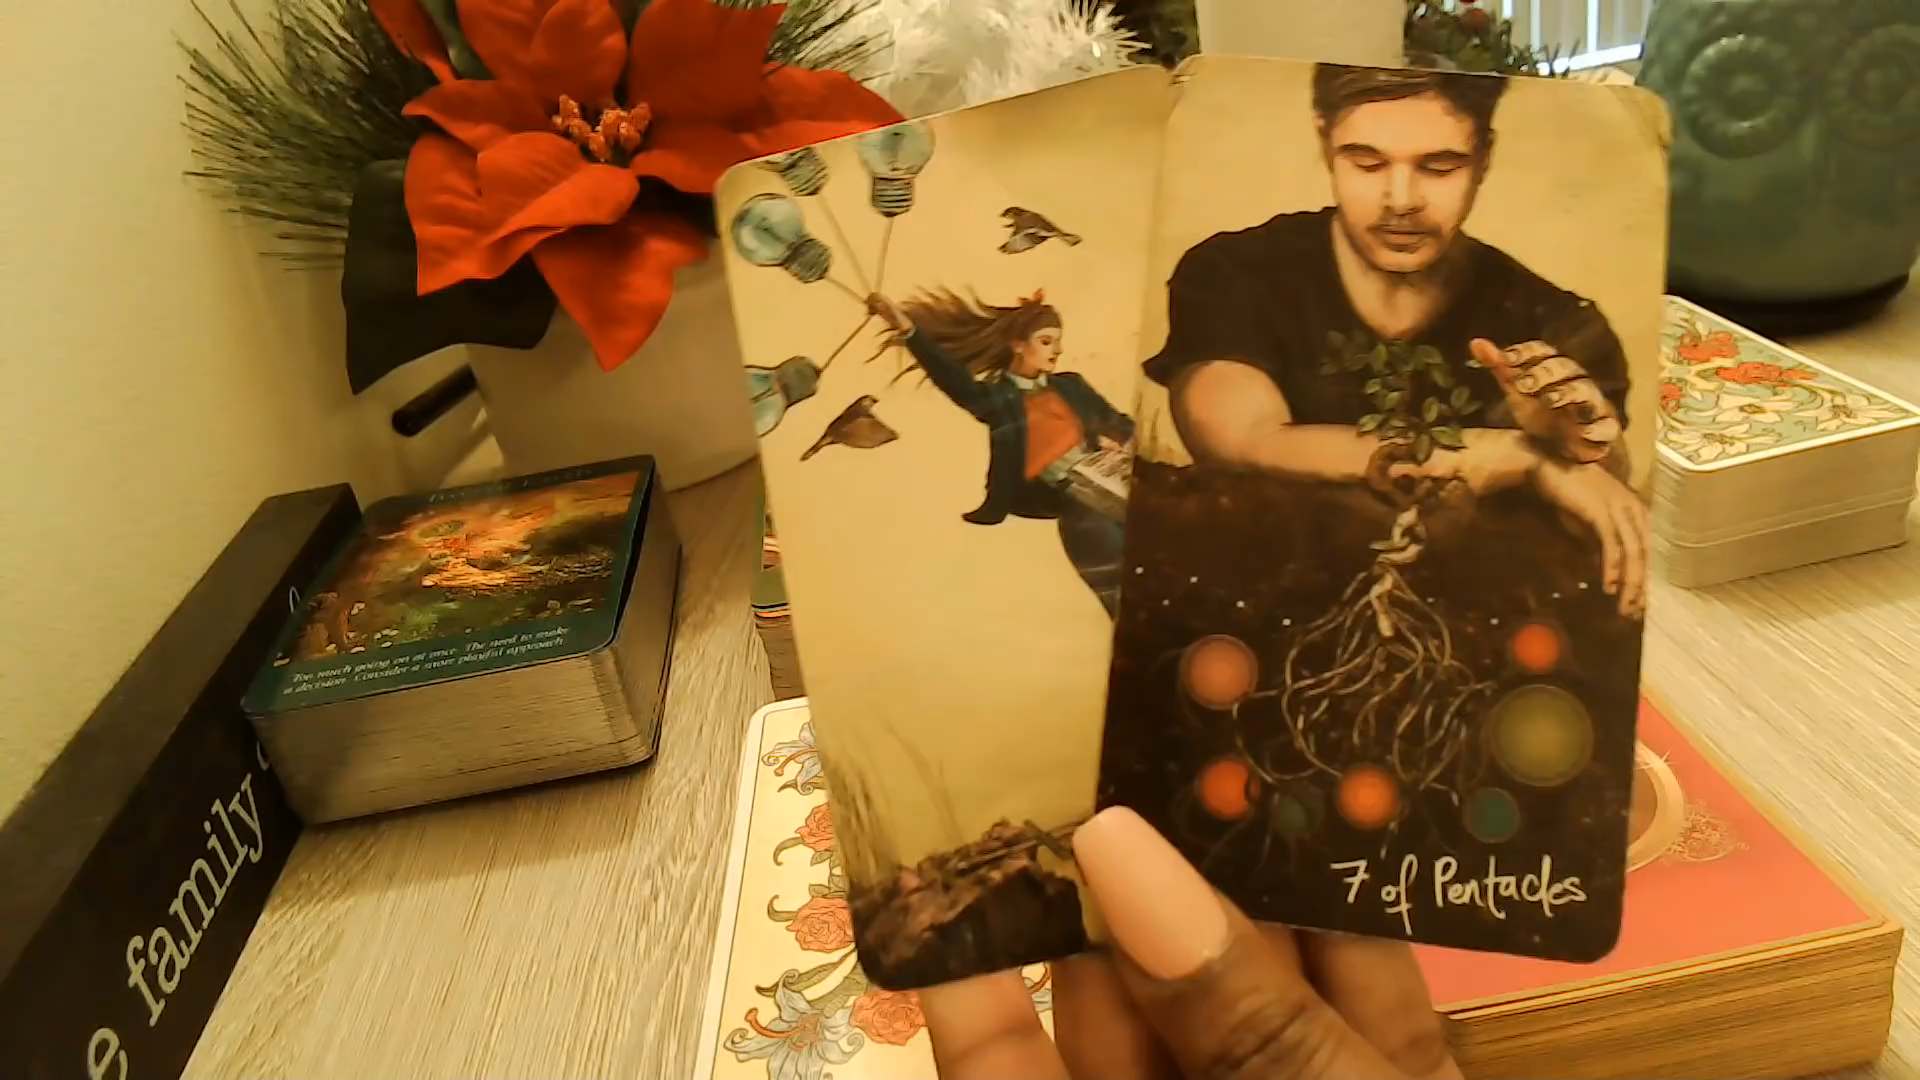 Too much going on at once. The need to make
a decision. Consider a more playful approach
e family
7 of Pentacles